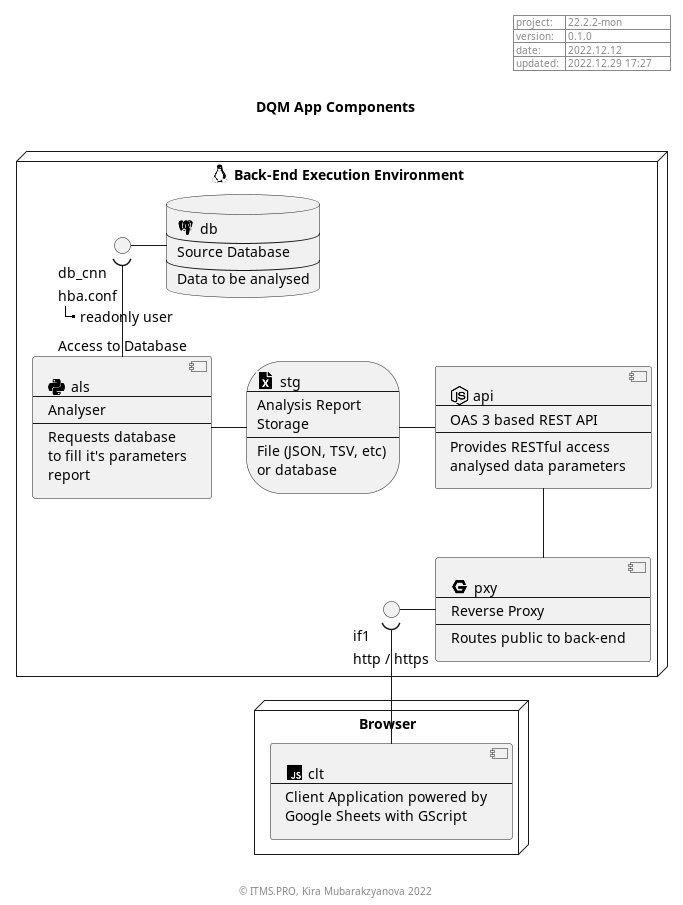 project: 22.2.2-mon
version: 0.1.0
date: 2022.12.12
updated: 2022.12.29 17:27
DQM App Components
Back-End Execution Environment
db
Source Database
Data to be analysed
db_cnn
hba.conf
readonly user
Access to Database
als
Analyser
Requests database
to fill it's parameters
report
stg
Analysis Report
Storage
File (JSON, TSV, etc)
or database
api
OAS 3 based REST API
Provides RESTful access
analysed data parameters
pxy
Reverse Proxy
Routes public to back-end
if1
http / https
Browser
JS clt
Client Application powered by
Google Sheets with GScript
© ITMS.PRO, Kira Mubarakzyanova 2022